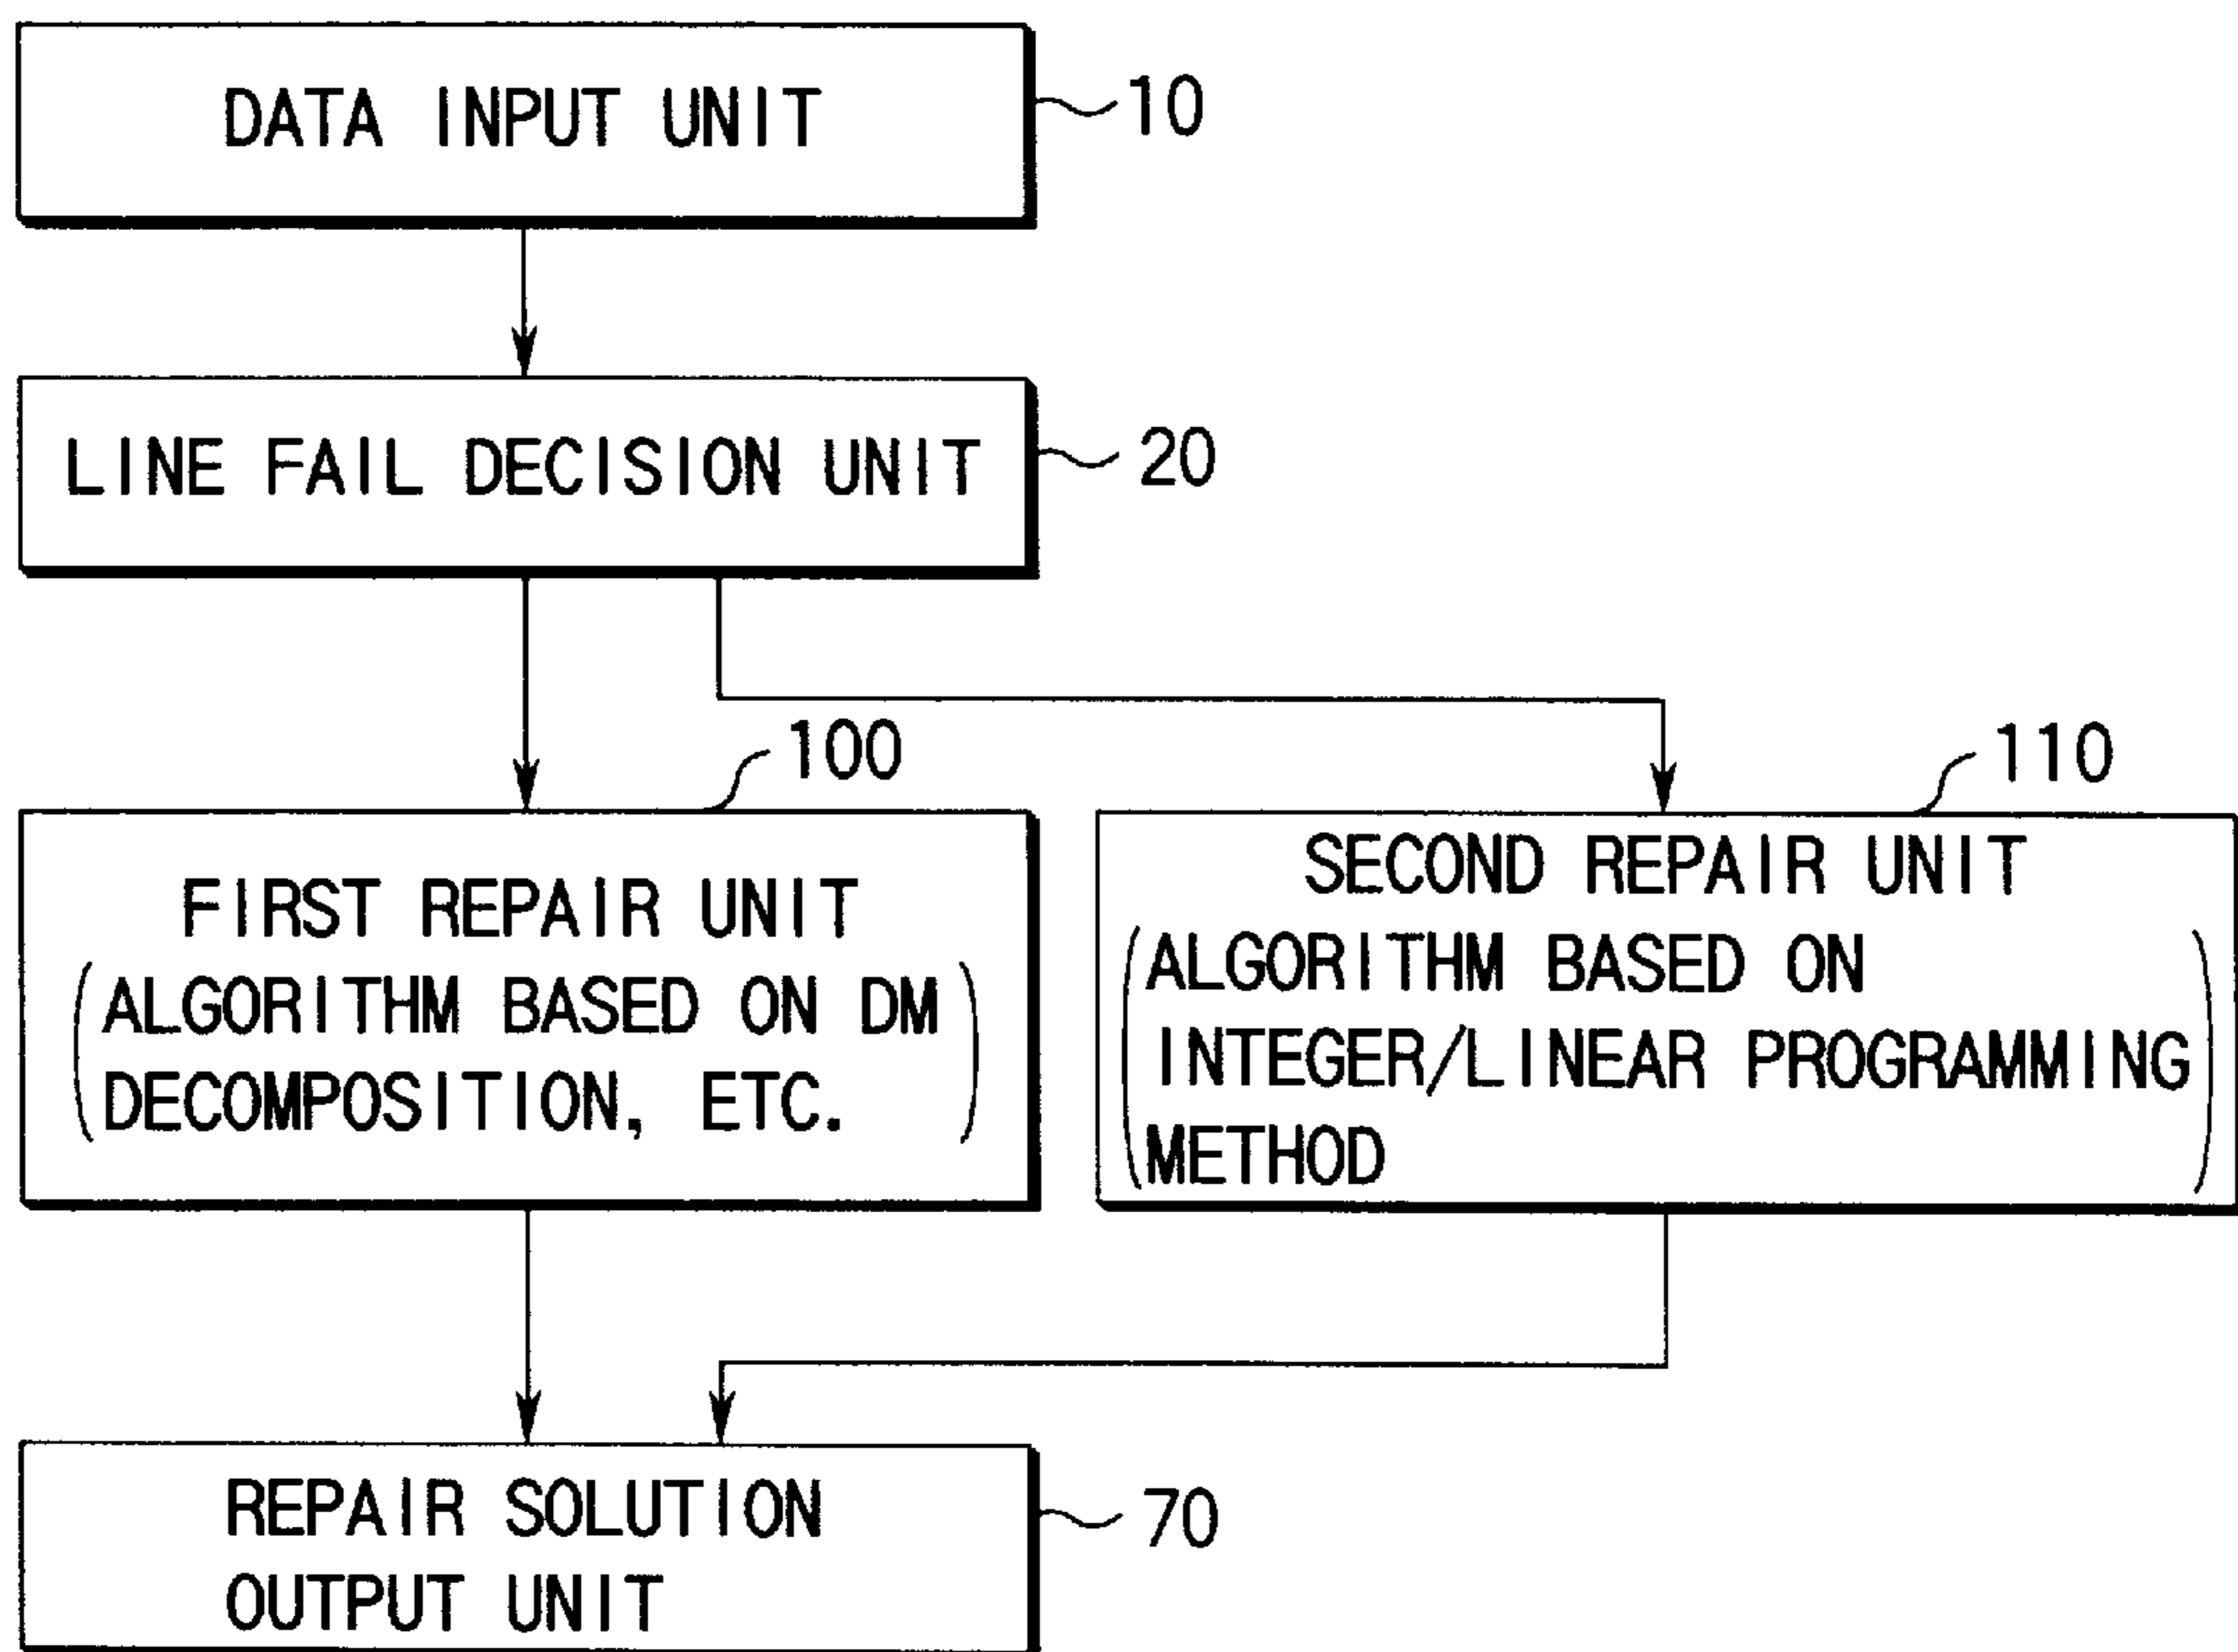 DATA INPUT UNIT
10
LINE FAIL DECISION UNIT
20
100
FIRST REPAIR UNIT
(ALGORITHM BASED ON DM
DECOMPOSITION, ETC.)
110
SECOND REPAIR UNIT
(ALGORITHM BASED ON
INTEGER/LINEAR PROGRAMMING
METHOD)
REPAIR SOLUTION
OUTPUT UNIT
70